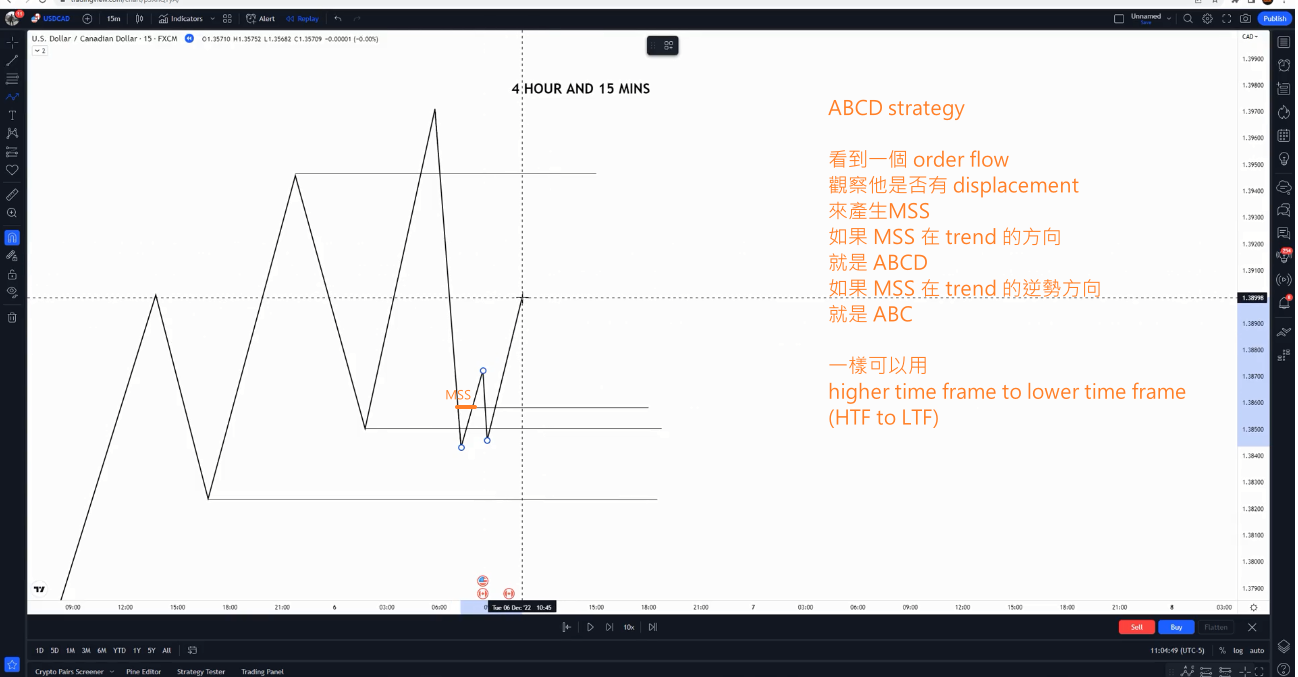 USDCAD
15m
Indicators
Alert
Replay
Unnamed
Save
Publish
U.S. Dollar / Canadian Dollar · 15 · FXCM
O1.35710 H1.35752 L1.35682 C1.35709 −0.00001 (−0.00%)
CAD
2
4 HOUR AND 15 MINS
ABCD strategy
看到一個 order flow
觀察他是否有 displacement
來產生MSS
如果 MSS 在 trend 的方向
就是 ABCD
如果 MSS 在 trend 的逆勢方向
就是 ABC
一樣可以用
higher time frame to lower time frame
(HTF to LTF)
MSS
1.39900
1.39800
1.39700
1.39600
1.39500
1.39400
1.39300
1.39200
1.39100
1.38998
1.38900
1.38800
1.38700
1.38600
1.38500
1.38400
1.38300
1.38200
1.38100
1.38000
1.37900
09:00 12:00 15:00 18:00 21:00 6 03:00 06:00 Tue 06 Dec '22 10:45 15:00 18:00 21:00 7 03:00 06:00 09:00 12:00 15:00 18:00 21:00 8 03:00
10x
Sell
Buy
Flatten
1D 5D 1M 3M 6M YTD 1Y 5Y All
11:04:49 (UTC-5)
% log auto
Crypto Pairs Screener
Pine Editor
Strategy Tester
Trading Panel